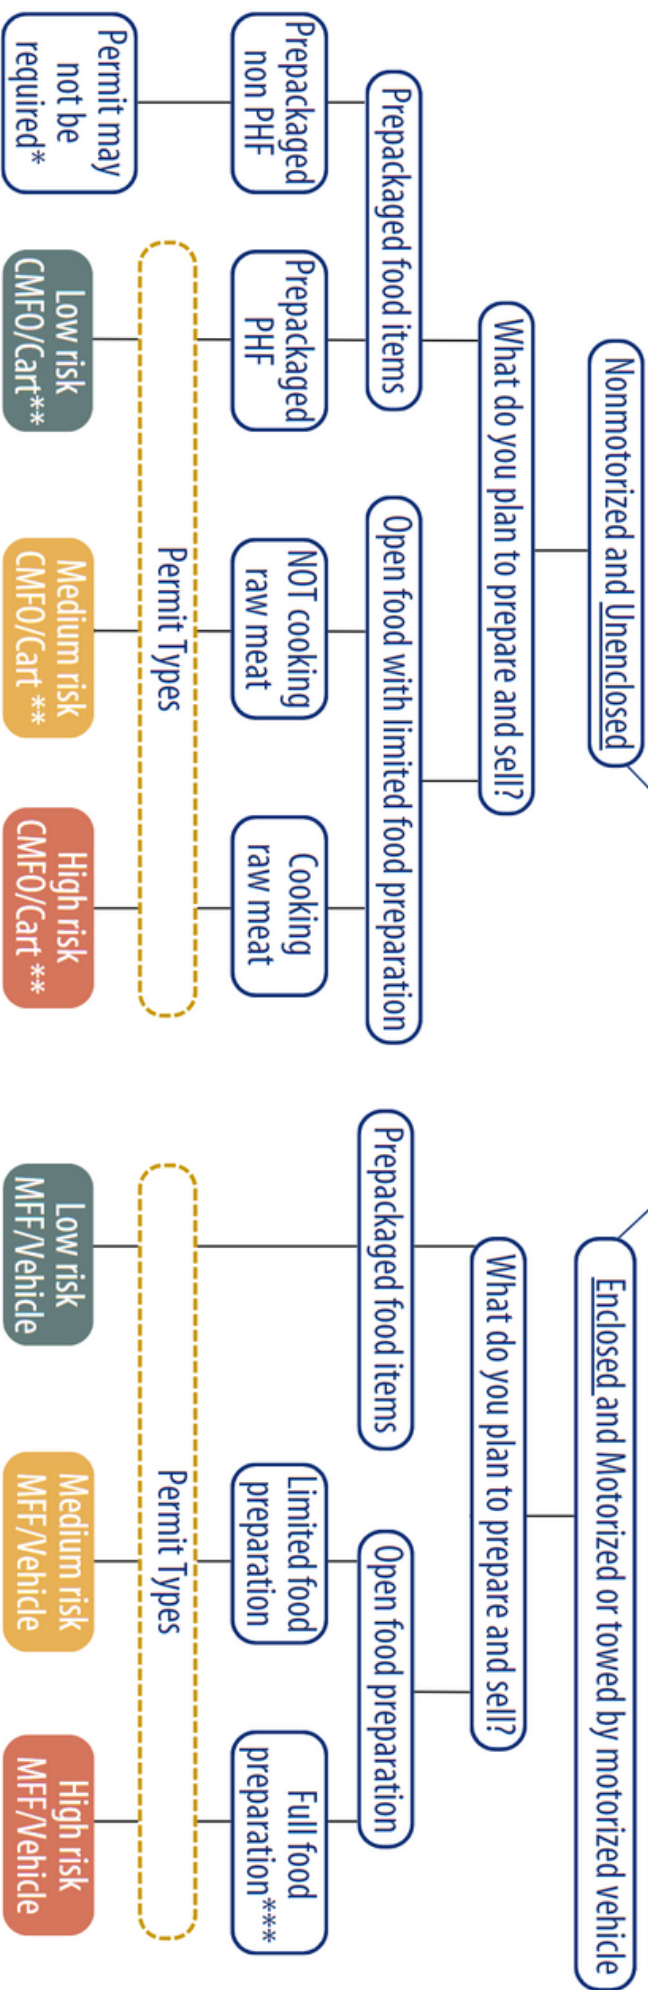 Nonmotorized and Unenclosed
What do you plan to prepare and sell?
Prepackaged food items
Open food with limited food preparation
Prepackaged
non PHF
Prepackaged
PHF
NOT cooking
raw meat
Cooking
raw meat
Permit Types
Permit may
not be
required*
Low risk
CMFO/Cart**
Medium risk
CMFO/Cart **
High risk
CMFO/Cart **
Enclosed and Motorized or towed by motorized vehicle
What do you plan to prepare and sell?
Prepackaged food items
Open food preparation
Limited food
preparation
Full food
preparation***
Permit Types
Low risk
MFF/Vehicle
Medium risk
MFF/Vehicle
High risk
MFF/Vehicle